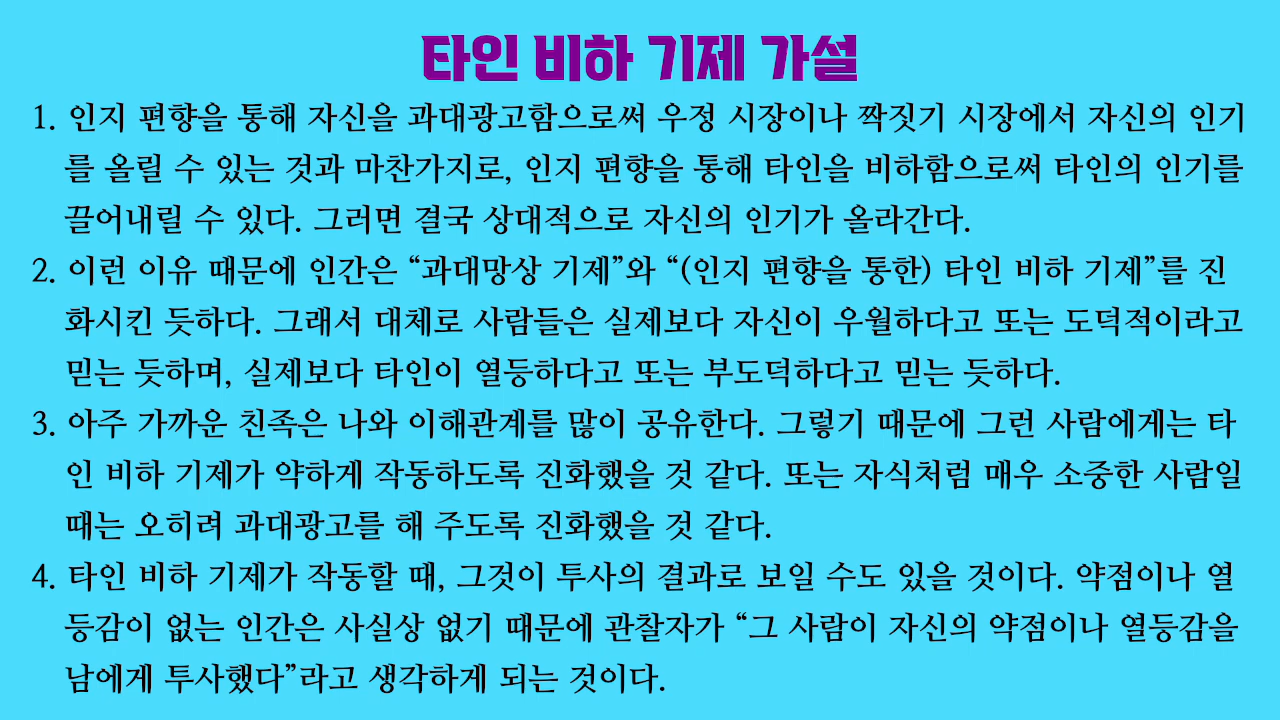 타인 비하 기제 가설
1. 인지 편향을 통해 자신을 과대광고함으로써 우정 시장이나 짝짓기 시장에서 자신의 인기
를 올릴 수 있는 것과 마찬가지로, 인지 편향을 통해 타인을 비하함으로써 타인의 인기를
끌어내릴 수 있다. 그러면 결국 상대적으로 자신의 인기가 올라간다.
2. 이런 이유 때문에 인간은 “과대망상 기제”와 “(인지 편향을 통한) 타인 비하 기제”를 진
화시킨 듯하다. 그래서 대체로 사람들은 실제보다 자신이 우월하다고 또는 도덕적이라고
믿는 듯하며, 실제보다 타인이 열등하다고 또는 부도덕하다고 믿는 듯하다.
3. 아주 가까운 친족은 나와 이해관계를 많이 공유한다. 그렇기 때문에 그런 사람에게는 타
인 비하 기제가 약하게 작동하도록 진화했을 것 같다. 또는 자식처럼 매우 소중한 사람일
때는 오히려 과대광고를 해 주도록 진화했을 것 같다.
4. 타인 비하 기제가 작동할 때, 그것이 투사의 결과로 보일 수도 있을 것이다. 약점이나 열
등감이 없는 인간은 사실상 없기 때문에 관찰자가 “그 사람이 자신의 약점이나 열등감을
남에게 투사했다”라고 생각하게 되는 것이다.